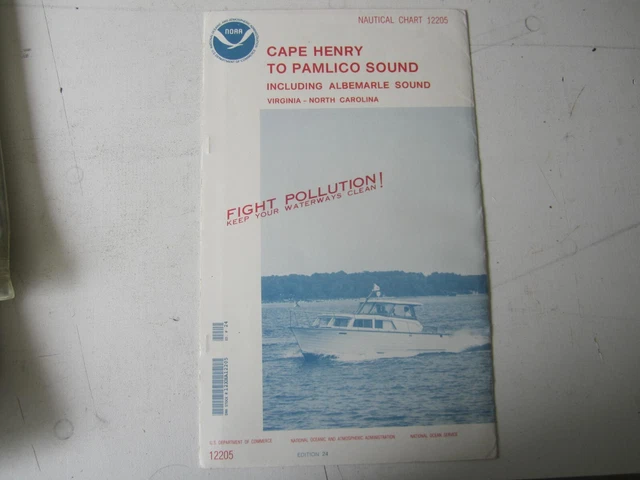 NAUTICAL CHART 12205
NOAA
CAPE HENRY
TO PAMLICO SOUND
INCLUDING ALBEMARLE SOUND
VIRGINIA - NORTH CAROLINA
FIGHT POLLUTION!
KEEP YOUR WATERWAYS CLEAN!
U.S. DEPARTMENT OF COMMERCE NATIONAL OCEANIC AND ATMOSPHERIC ADMINISTRATION NATIONAL OCEAN SERVICE
12205
EDITION